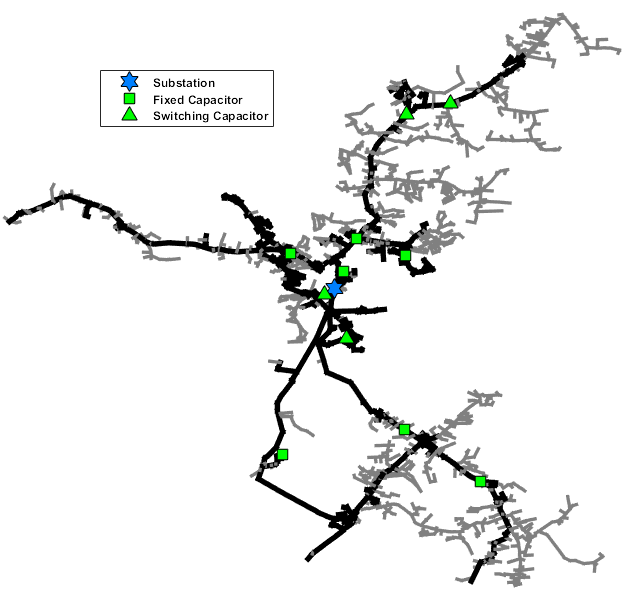 Substation
Fixed Capacitor
Switching Capacitor